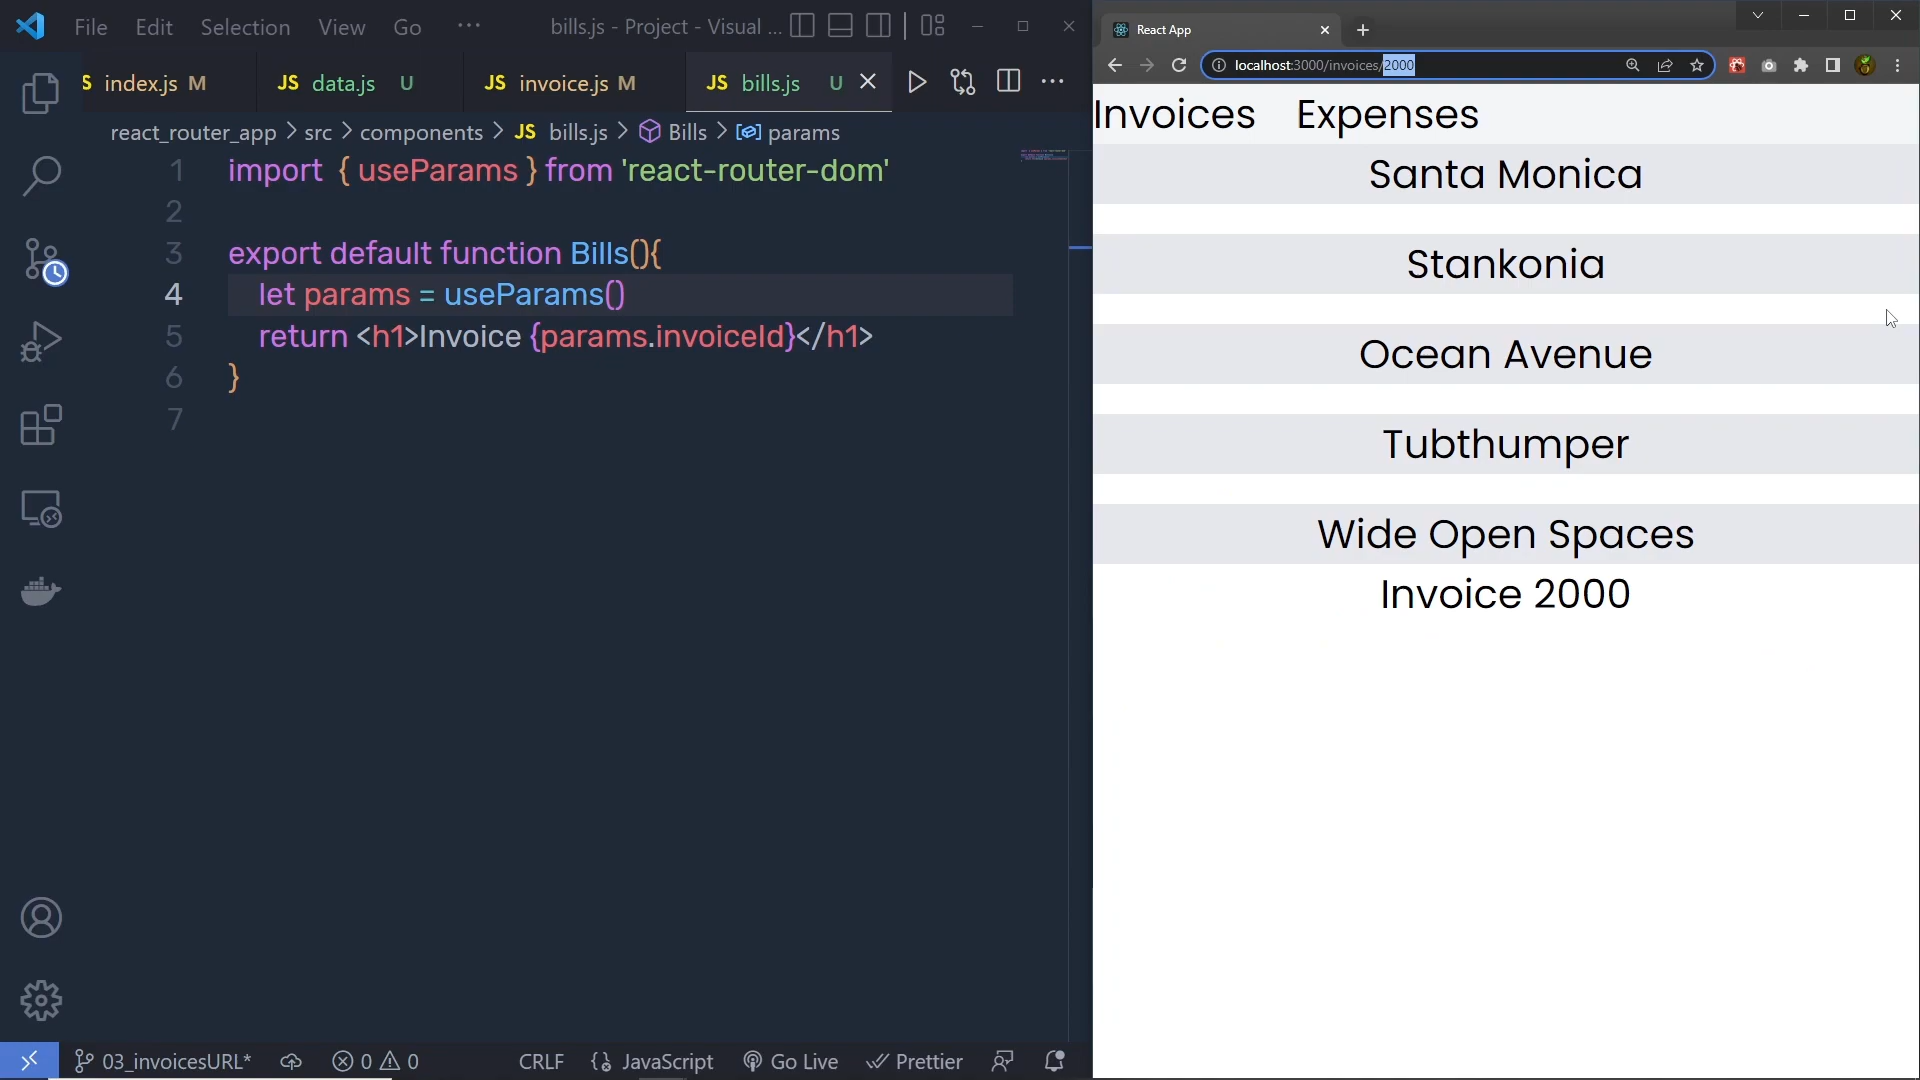 File Edit Selection View Go ··· bills.js - Project - Visual ...
JS index.js M JS data.js U JS invoice.js M JS bills.js U
react_router_app > src > components > JS bills.js > Bills > params
1 import { useParams } from 'react-router-dom'
2
3 export default function Bills(){
4 let params = useParams()
5 return <h1>Invoice {params.invoiceId}</h1>
6 }
7
03_invoicesURL* 0 0 CRLF JavaScript Go Live Prettier
React App
localhost:3000/invoices/2000
Invoices Expenses
Santa Monica
Stankonia
Ocean Avenue
Tubthumper
Wide Open Spaces
Invoice 2000